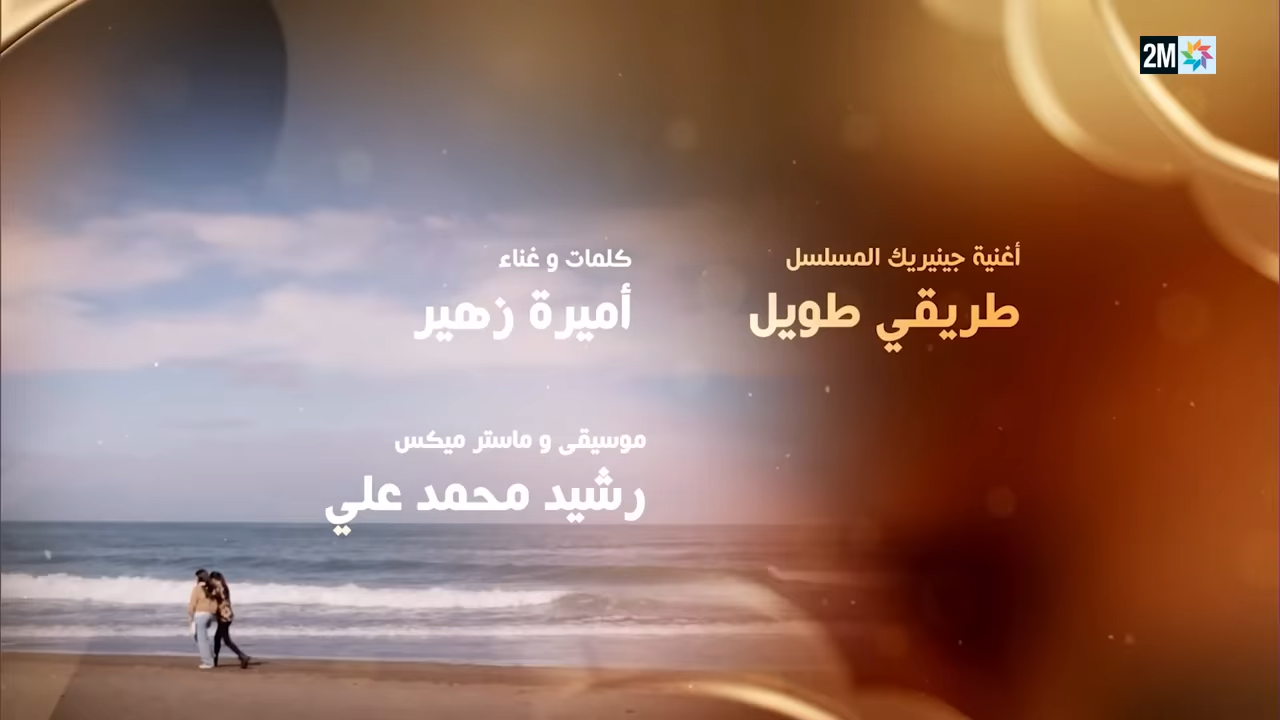 2M
أغنية جينيريك المسلسل
طريقي طويل
كلمات و غناء
أميرة زهير
موسيقى و ماستر ميكس
رشيد محمد علي